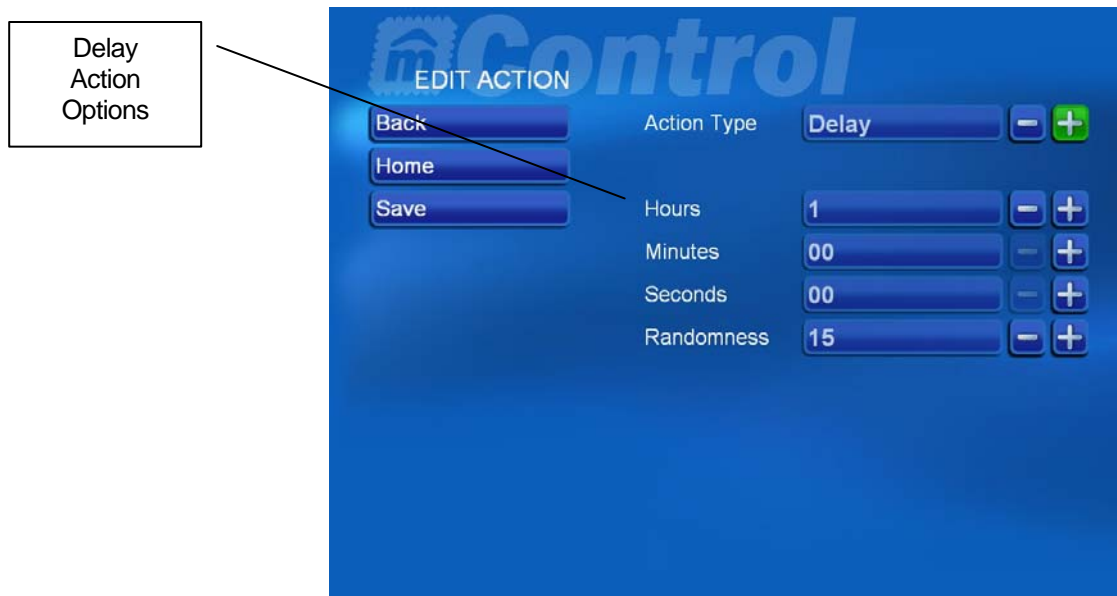 Delay
Action
Options
mControl
EDIT ACTION
Back
Home
Save
Action Type Delay - +
Hours 1 - +
Minutes 00 - +
Seconds 00 - +
Randomness 15 - +